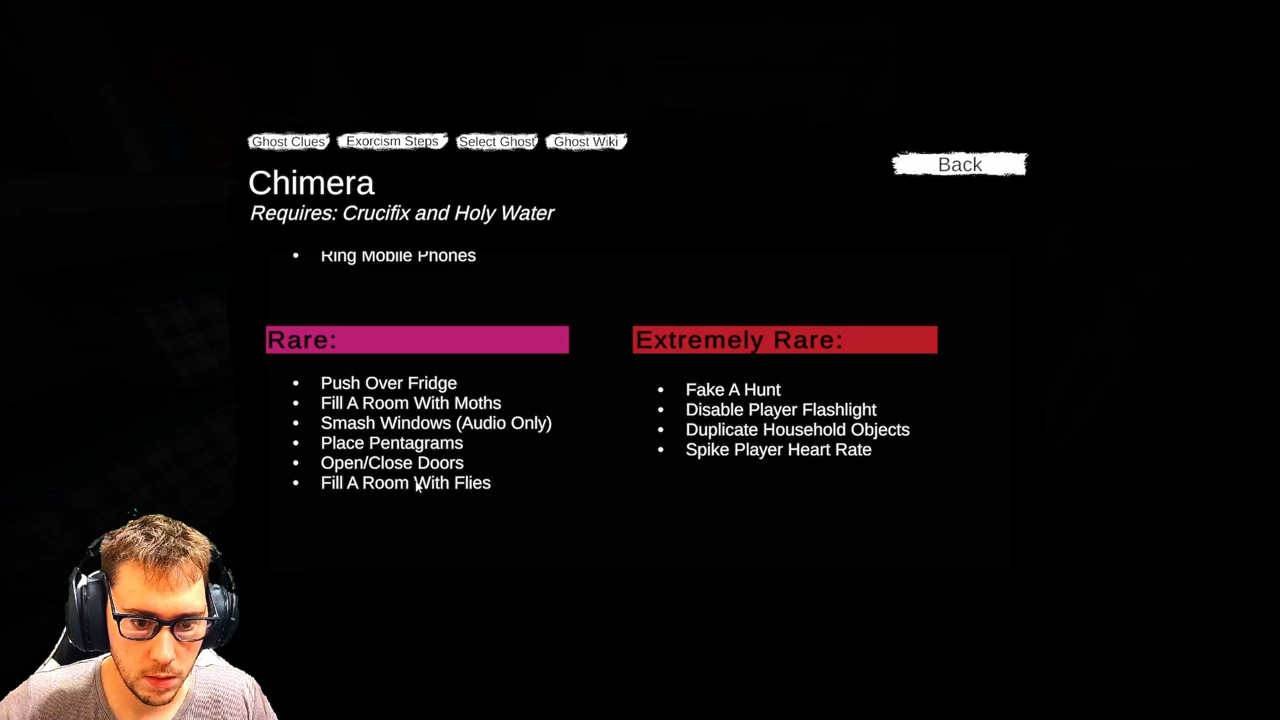 Ghost Clues Exorcism Steps Select Ghost Ghost Wiki
Back
Chimera
Requires: Crucifix and Holy Water
• Ring Mobile Phones
Rare:
• Push Over Fridge
• Fill A Room With Moths
• Smash Windows (Audio Only)
• Place Pentagrams
• Open/Close Doors
• Fill A Room With Flies
Extremely Rare:
• Fake A Hunt
• Disable Player Flashlight
• Duplicate Household Objects
• Spike Player Heart Rate